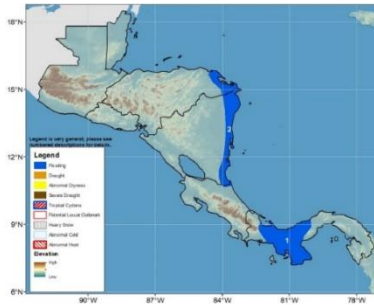 18°N
15°N
12°N
9°N
6°N
90°W
87°W
84°W
81°W
78°W
2
1
Legend is very general, please see
numbered descriptions for details.
Legend
Flooding
Drought
Abnormal Dryness
Severe Drought
Tropical Cyclone
Potential Locust Outbreak
Heavy Snow
Abnormal Cold
Abnormal Heat
Elevation
High
Low